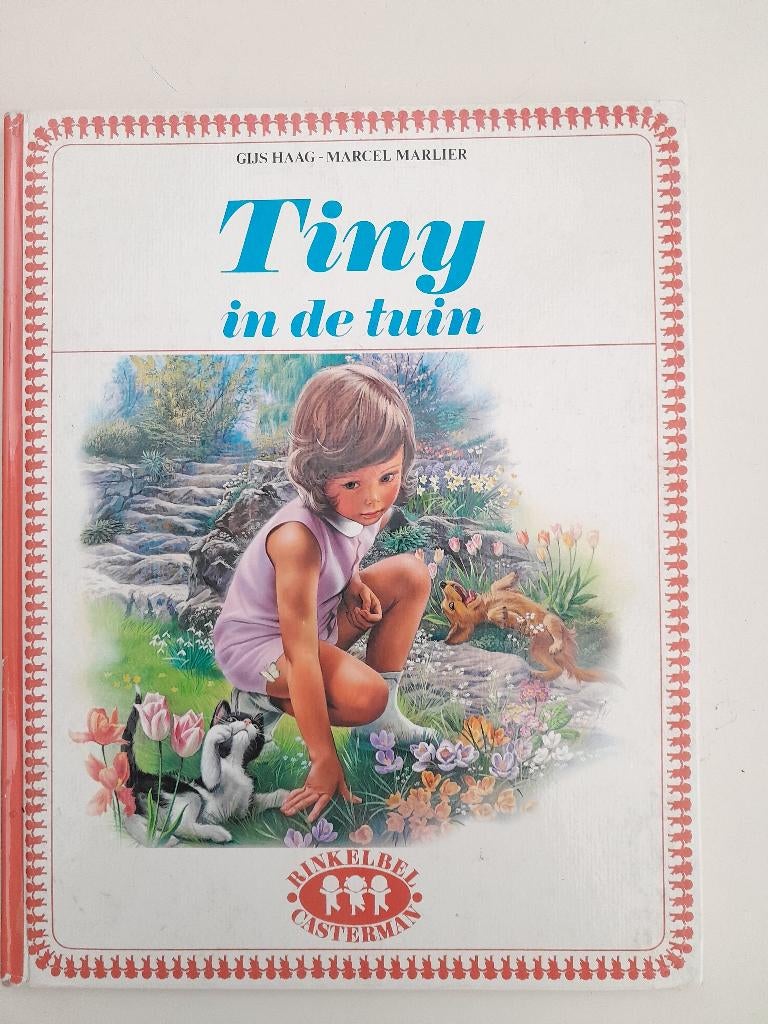 GIJS HAAG - MARCEL MARLIER
Tiny
in de tuin
RINKELBEL
CASTERMAN